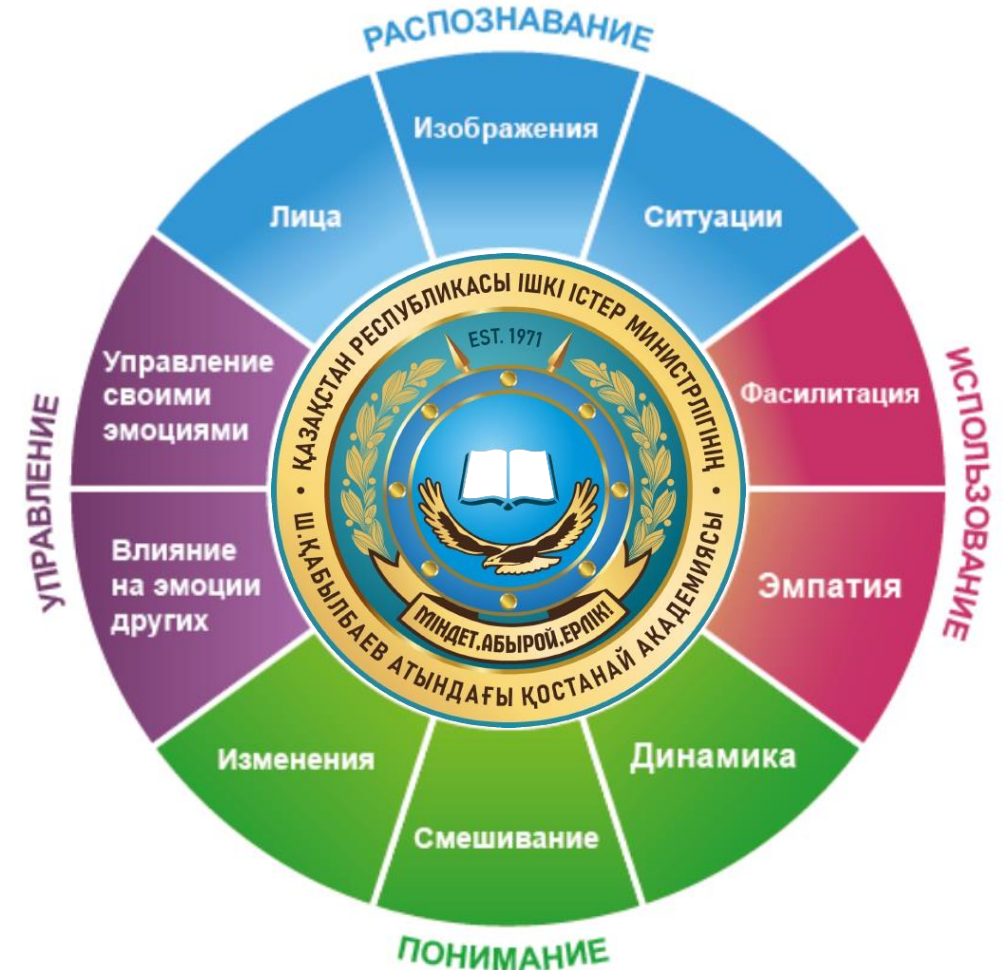 РАСПОЗНАВАНИЕ
Изображения
Лица
Ситуации
ҚАЗАҚСТАН РЕСПУБЛИКАСЫ ІШКІ ІСТЕР МИНИСТРЛІГІНІҢ
EST. 1971
Управление
своими
эмоциями
Фасилитация
УПРАВЛЕНИЕ
ИСПОЛЬЗОВАНИЕ
Влияние
на эмоции
других
Эмпатия
МІНДЕТ.АБЫРОЙ.ЕРЛІК!
• Ш.ҚАБЫЛБАЕВ АТЫНДАҒЫ ҚОСТАНАЙ АКАДЕМИЯСЫ •
Изменения
Динамика
Смешивание
ПОНИМАНИЕ